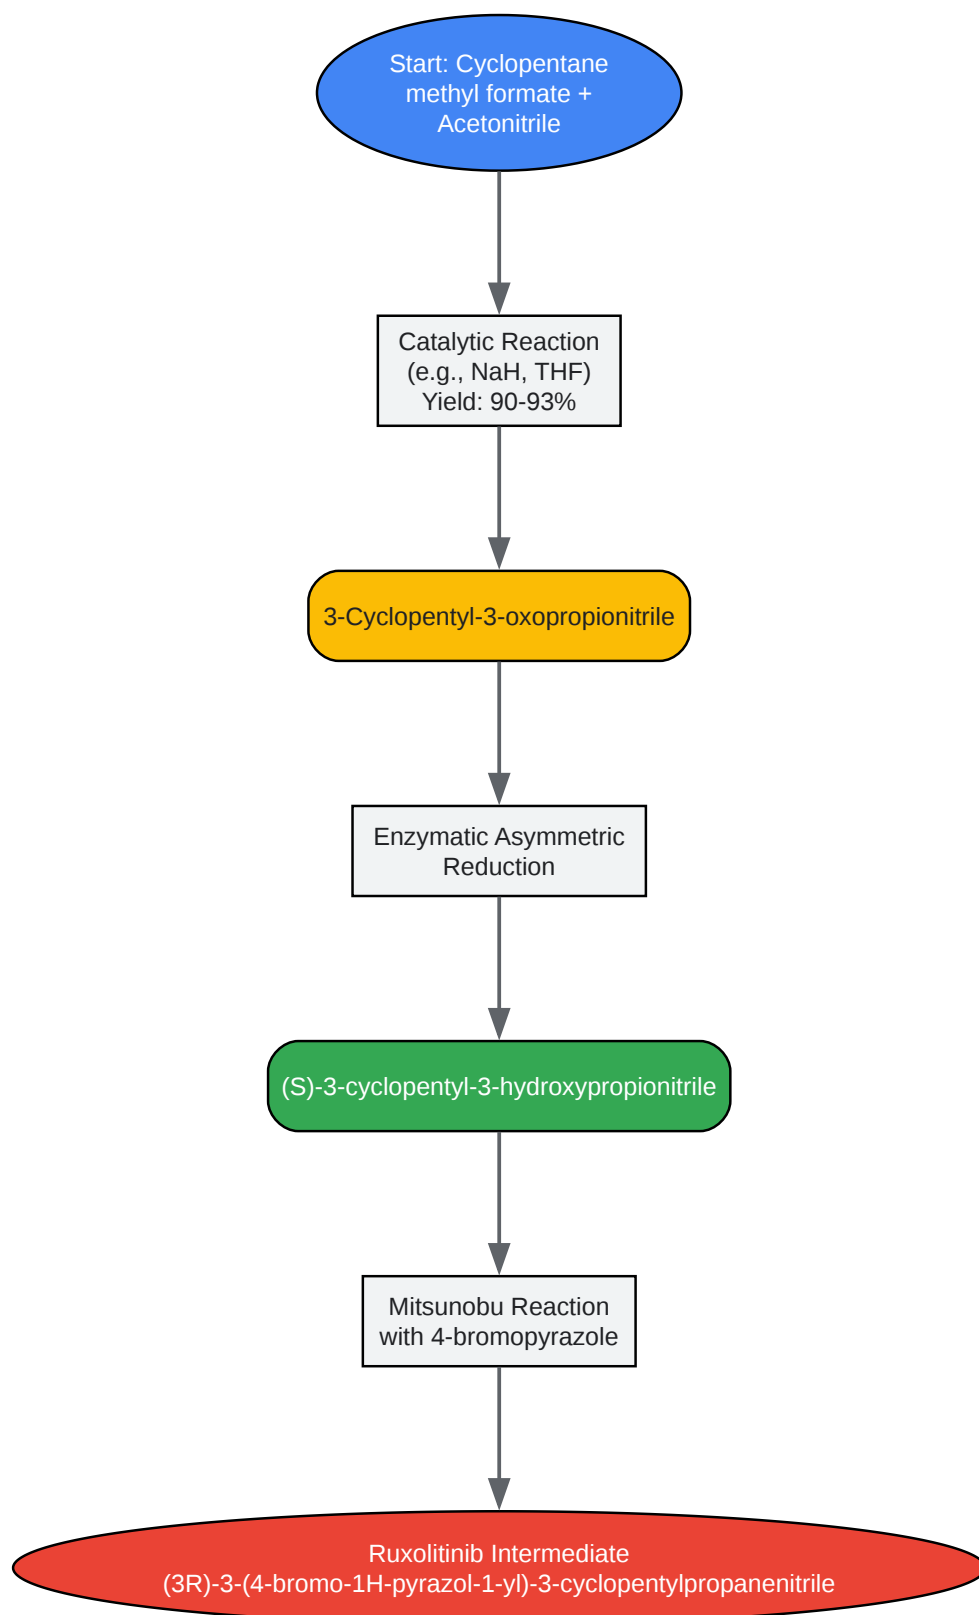 Start: Cyclopentane
methyl formate +
Acetonitrile
Catalytic Reaction
(e.g., NaH, THF)
Yield: 90-93%
3-Cyclopentyl-3-oxopropionitrile
Enzymatic Asymmetric
Reduction
(S)-3-cyclopentyl-3-hydroxypropionitrile
Mitsunobu Reaction
with 4-bromopyrazole
Ruxolitinib Intermediate
(3R)-3-(4-bromo-1H-pyrazol-1-yl)-3-cyclopentylpropanenitrile